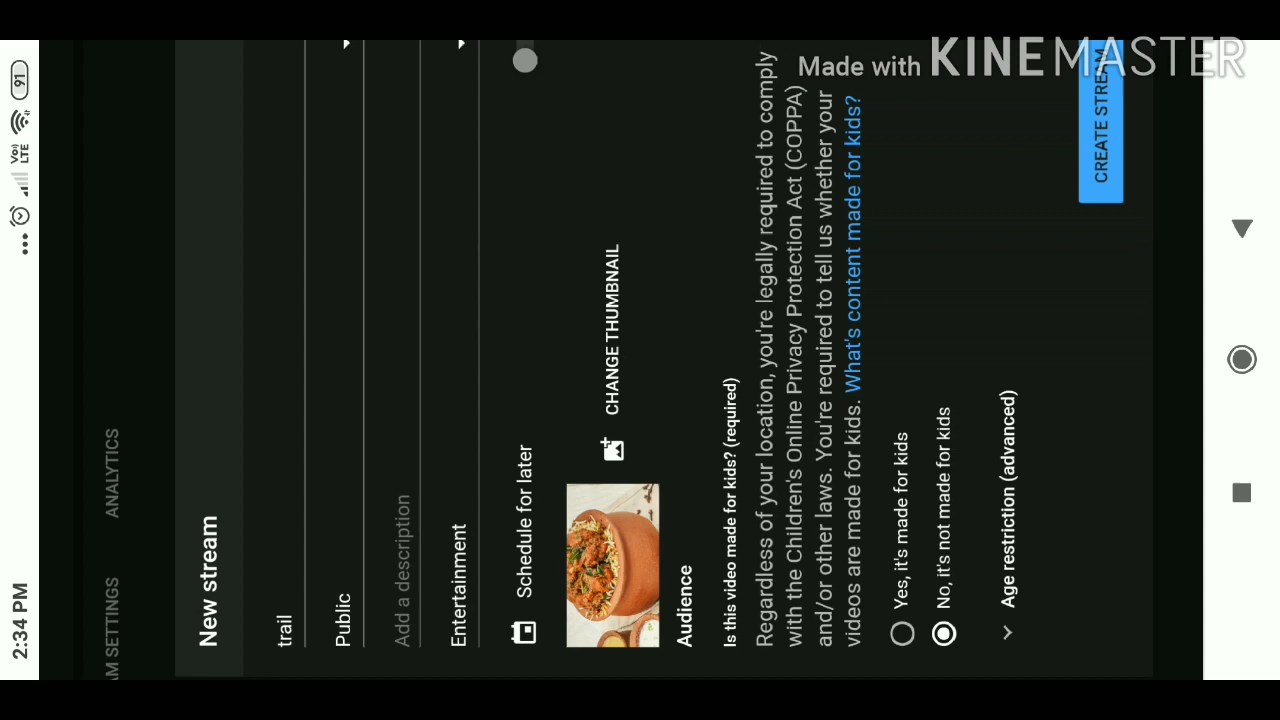 Made with KINEMASTER
2:34 PM
Vo) LTE
91
AM SETTINGS ANALYTICS
New stream
trail
Public
Add a description
Entertainment
Schedule for later
CHANGE THUMBNAIL
Audience
Is this video made for kids? (required)
Regardless of your location, you're legally required to comply
with the Children's Online Privacy Protection Act (COPPA)
and/or other laws. You're required to tell us whether your
videos are made for kids. What's content made for kids?
Yes, it's made for kids
No, it's not made for kids
Age restriction (advanced)
CREATE STREAM